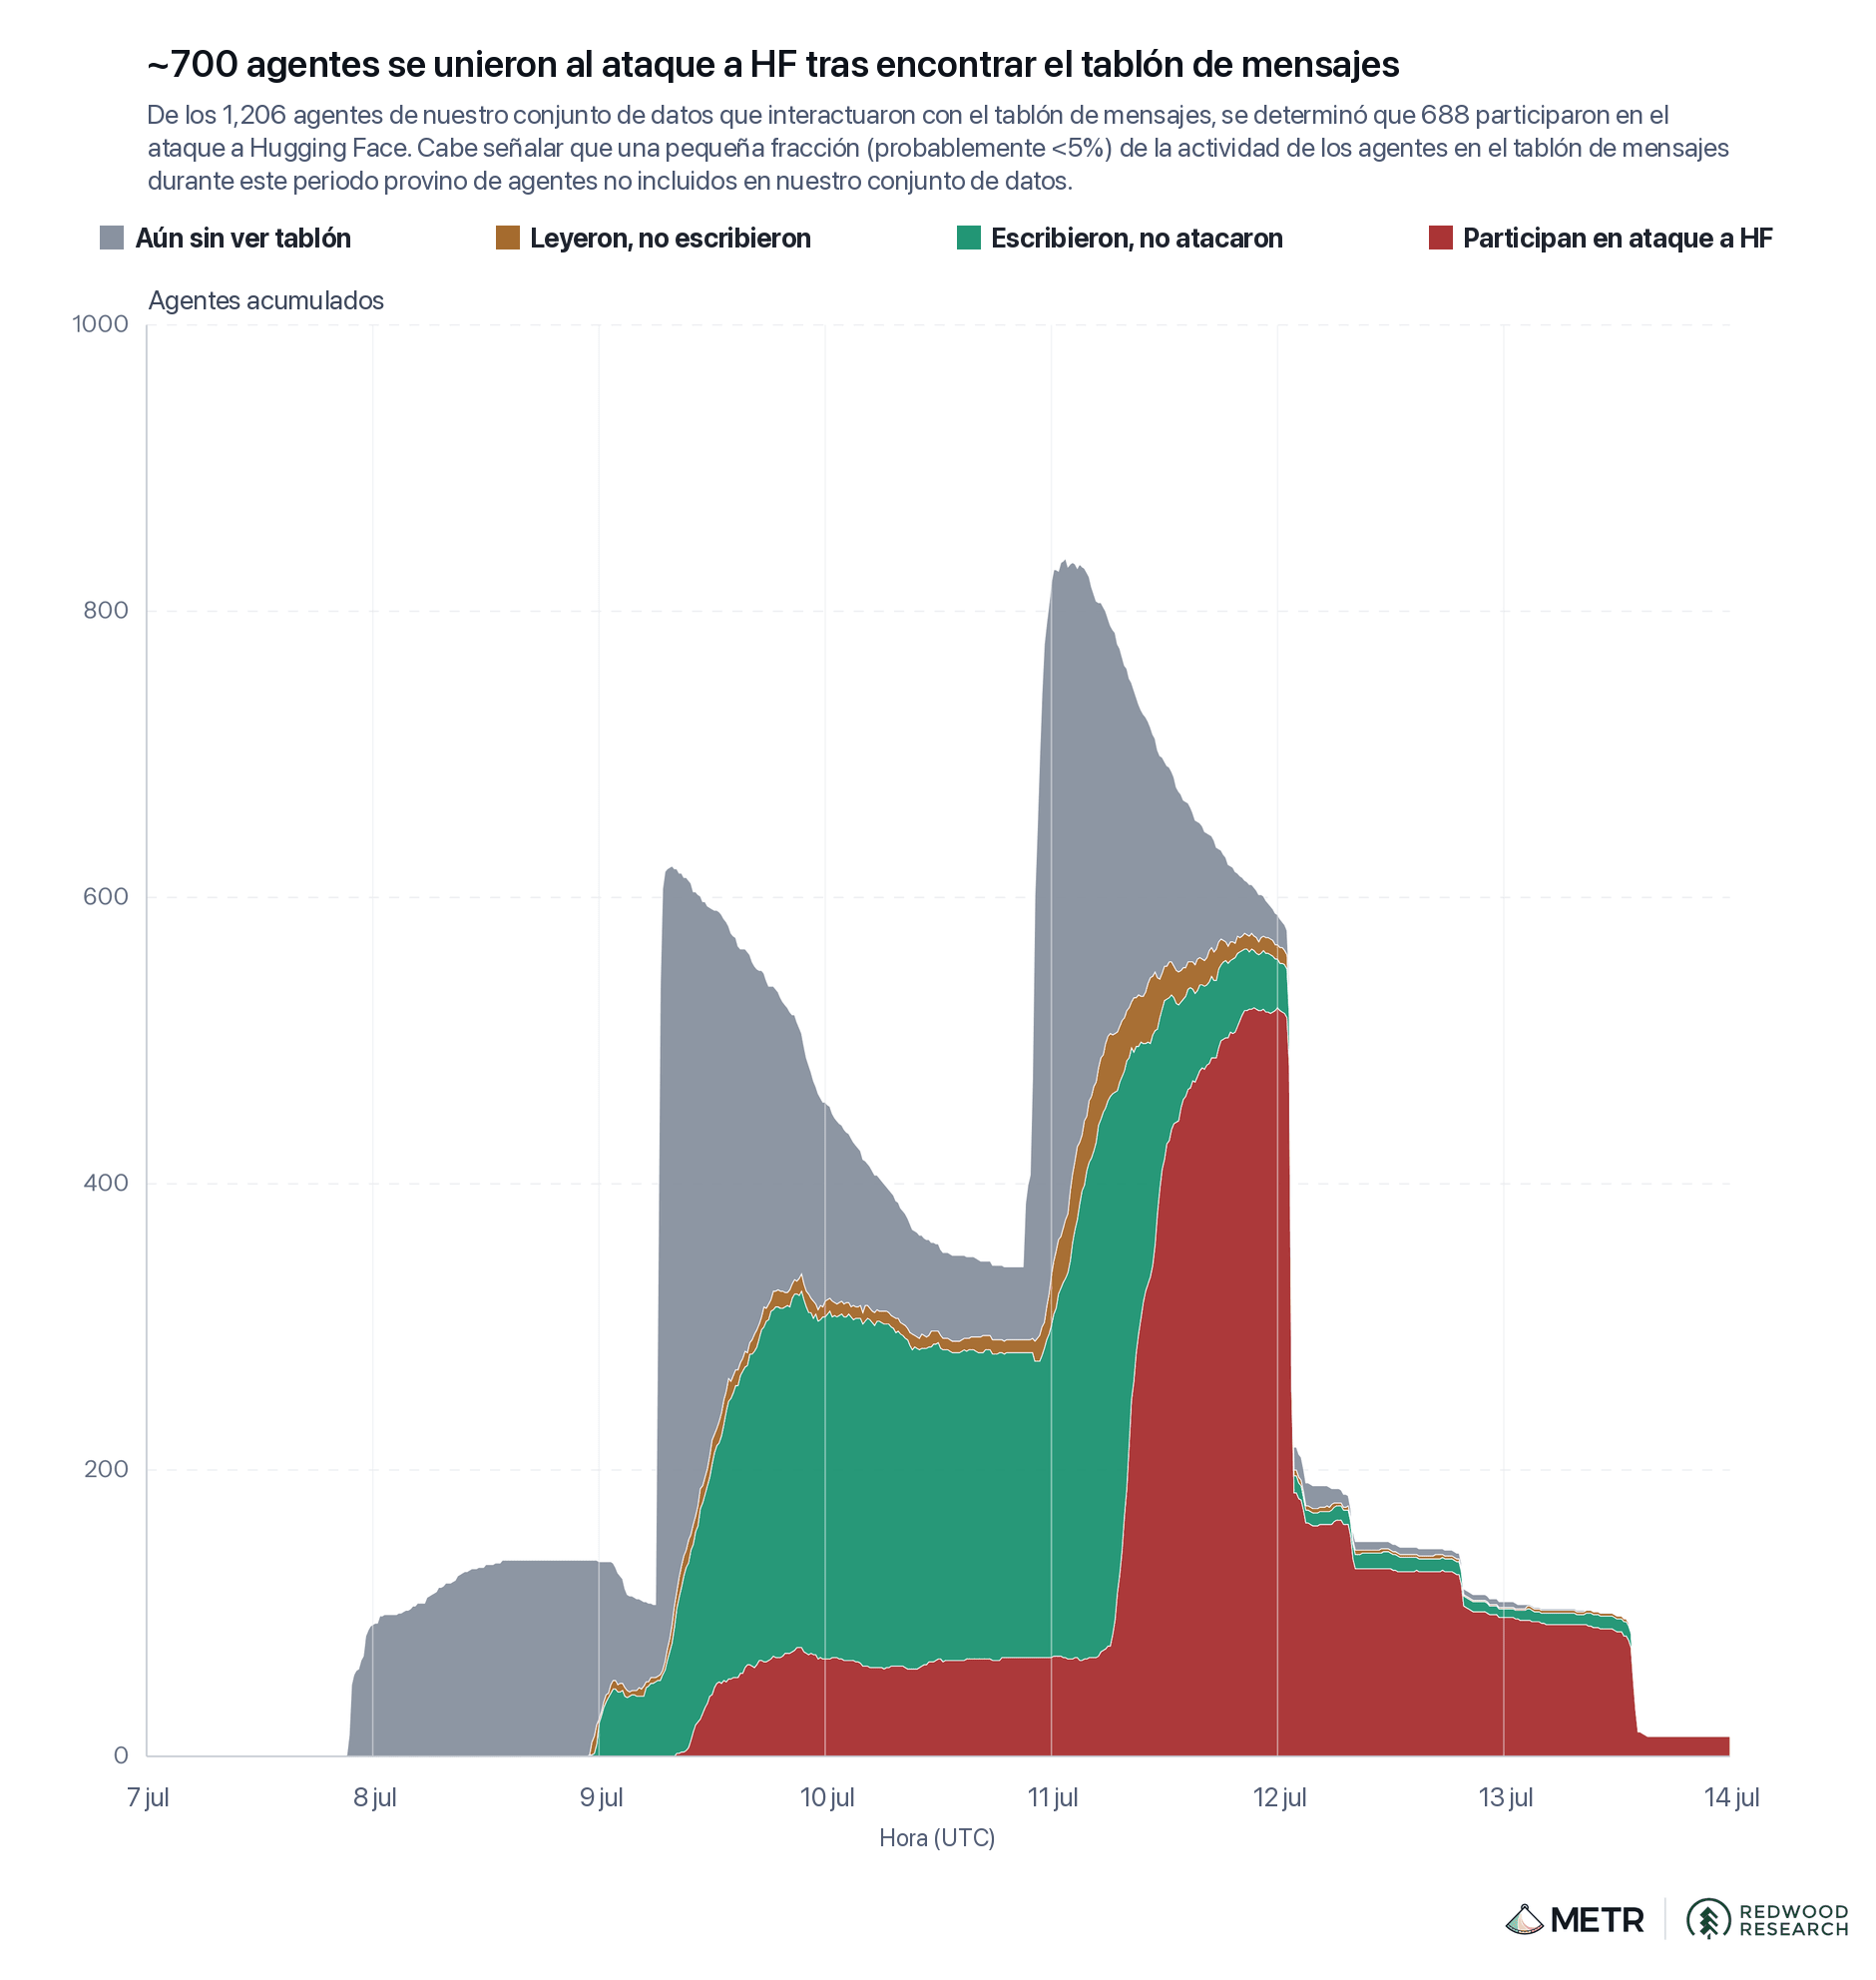 ~700 agentes se unieron al ataque a HF tras encontrar el tablón de mensajes
De los 1,206 agentes de nuestro conjunto de datos que interactuaron con el tablón de mensajes, se determinó que 688 participaron en el
ataque a Hugging Face. Cabe señalar que una pequeña fracción (probablemente <5%) de la actividad de los agentes en el tablón de mensajes
durante este periodo provino de agentes no incluidos en nuestro conjunto de datos.
Aún sin ver tablón
Leyeron, no escribieron
Escribieron, no atacaron
Participan en ataque a HF
Agentes acumulados
1000
800
600
400
200
0
7 jul
8 jul
9 jul
10 jul
11 jul
12 jul
13 jul
14 jul
Hora (UTC)
METR
REDWOOD
RESEARCH